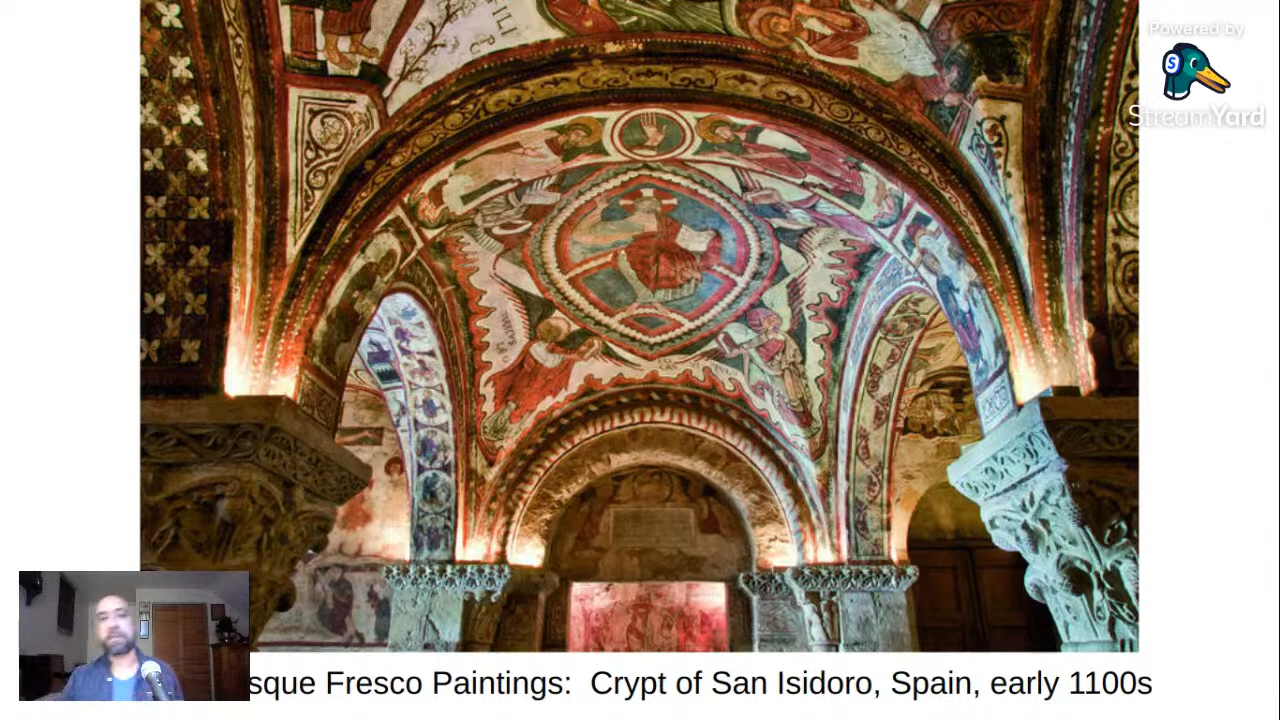 Powered by
S
StreamYard
sque Fresco Paintings: Crypt of San Isidoro, Spain, early 1100s